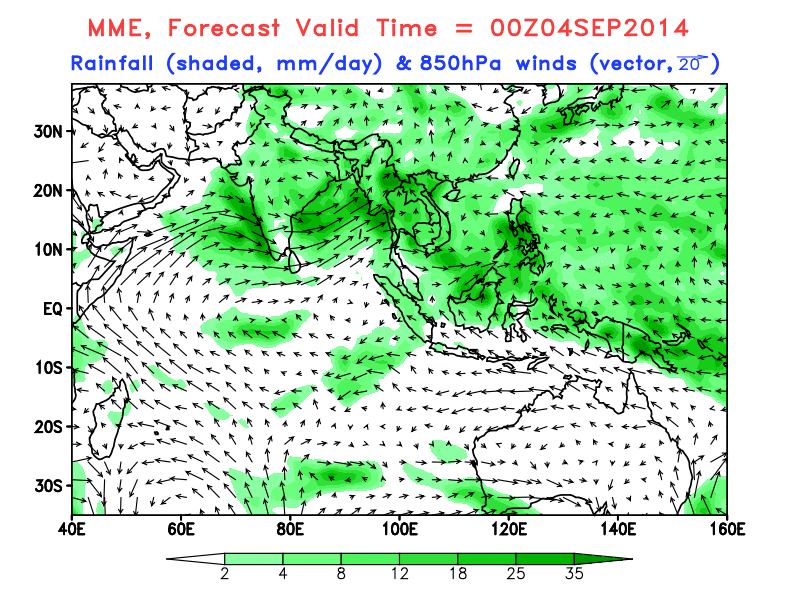 MME, Forecast Valid Time = 00Z04SEP2014
Rainfall (shaded, mm/day) & 850hPa winds (vector, 20 )
30N
20N
10N
EQ
10S
20S
30S
40E 60E 80E 100E 120E 140E 160E
2 4 8 12 18 25 35